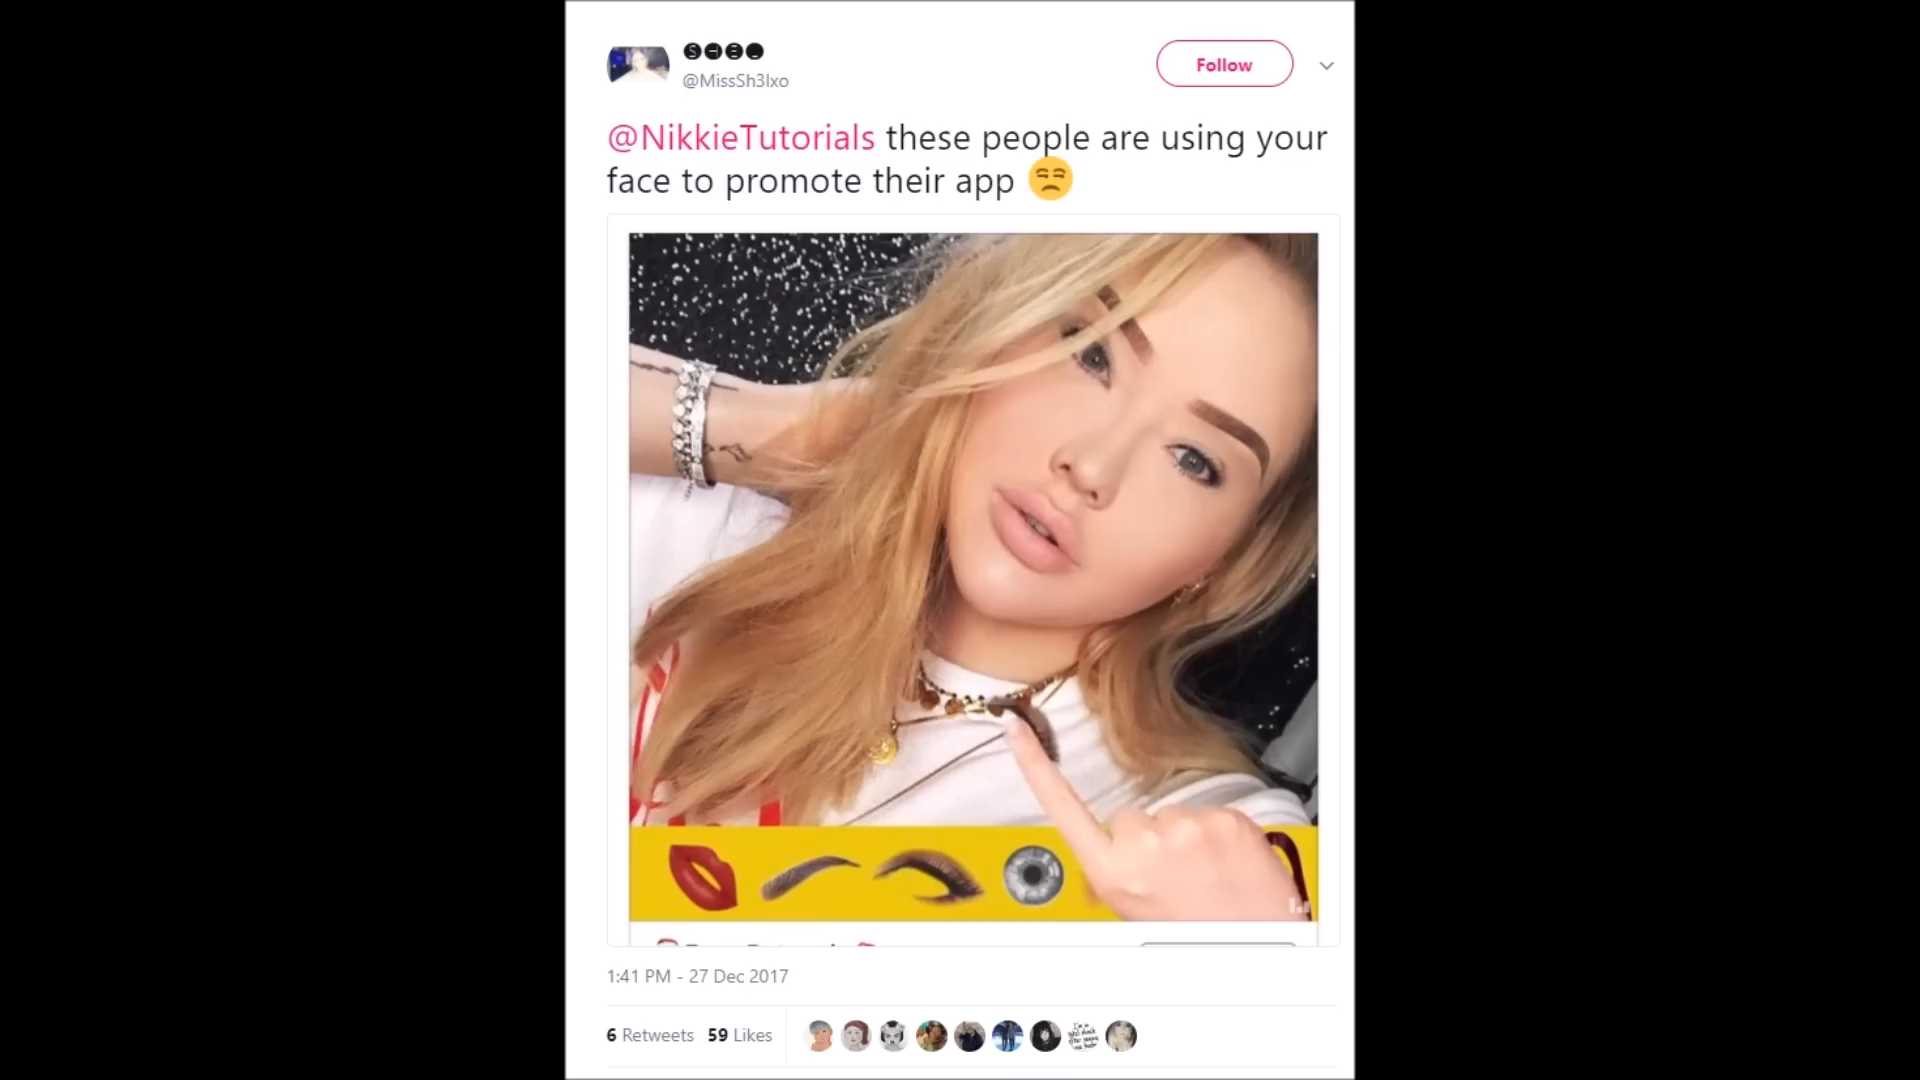 @MissSh3lxo
Follow
@NikkieTutorials these people are using your
face to promote their app
1:41 PM - 27 Dec 2017
6 Retweets 59 Likes